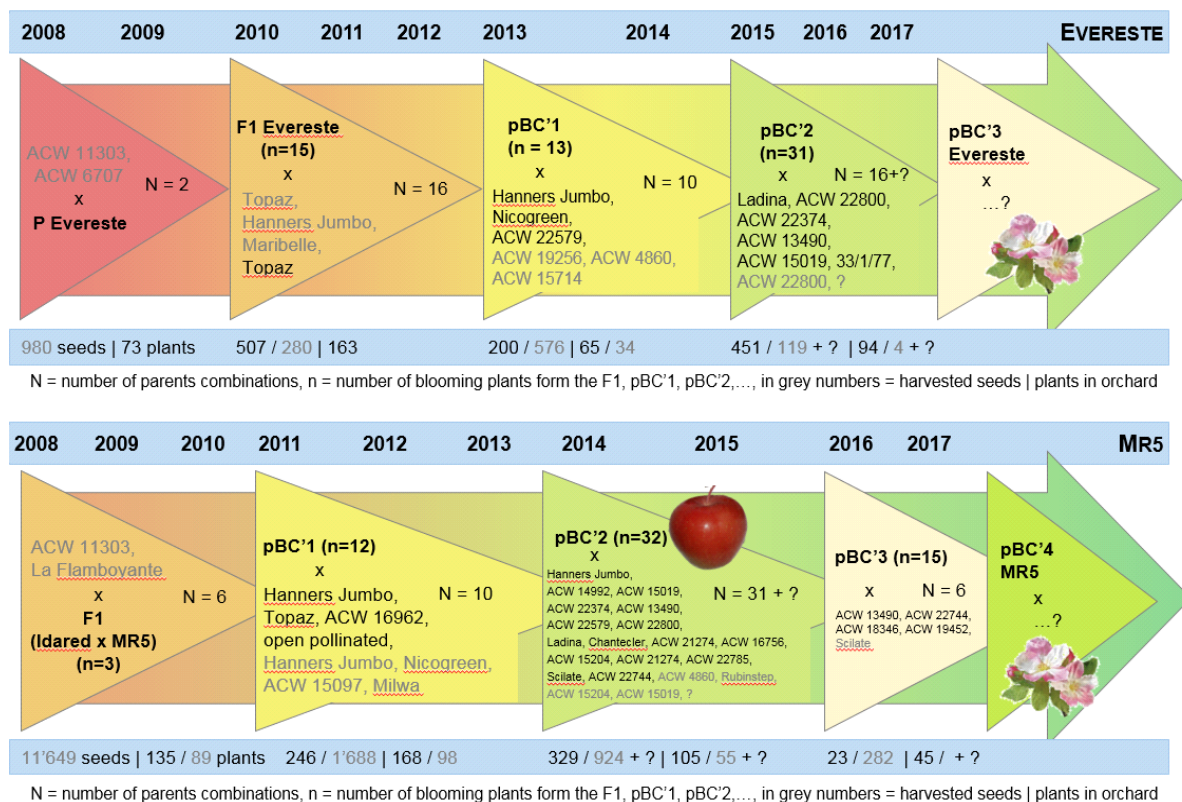 2008 2009 2010 2011 2012 2013 2014 2015 2016 2017 EVERESTE
ACW 11303,
ACW 6707
x
P Evereste
N = 2
F1 Evereste
(n=15)
x
Topaz,
Hanners Jumbo,
Maribelle,
Topaz
N = 16
pBC'1
(n = 13)
x
Hanners Jumbo,
Nicogreen,
ACW 22579,
ACW 19256, ACW 4860,
ACW 15714
N = 10
pBC'2
(n=31)
x
N = 16+?
Ladina, ACW 22800,
ACW 22374,
ACW 13490,
ACW 15019, 33/1/77,
ACW 22800, ?
pBC'3
Evereste
x
...?
980 seeds | 73 plants 507 / 280 | 163 200 / 576 | 65 / 34 451 / 119 + ? | 94 / 4 + ?
N = number of parents combinations, n = number of blooming plants form the F1, pBC'1, pBC'2,…, in grey numbers = harvested seeds | plants in orchard
2008 2009 2010 2011 2012 2013 2014 2015 2016 2017 MR5
ACW 11303,
La Flamboyante
x
F1
(Idared x MR5)
(n=3)
N = 6
pBC'1 (n=12)
x
Hanners Jumbo,
Topaz, ACW 16962,
open pollinated,
Hanners Jumbo, Nicogreen,
ACW 15097, Milwa
N = 10
pBC'2 (n=32)
x
Hanners Jumbo,
ACW 14992, ACW 15019,
ACW 22374, ACW 13490,
ACW 22579, ACW 22800,
Ladina, Chantecler, ACW 21274, ACW 16756,
ACW 15204, ACW 21274, ACW 22785,
Scilate, ACW 22744, ACW 4860, Rubinstep,
ACW 15204, ACW 15019, ?
N = 31 + ?
pBC'3 (n=15)
x
N = 6
ACW 13490, ACW 22744,
ACW 18346, ACW 19452,
Scilate
pBC'4
MR5
x
...?
11'649 seeds | 135 / 89 plants 246 / 1'688 | 168 / 98 329 / 924 + ? | 105 / 55 + ? 23 / 282 | 45 / + ?
N = number of parents combinations, n = number of blooming plants form the F1, pBC'1, pBC'2,…, in grey numbers = harvested seeds | plants in orchard